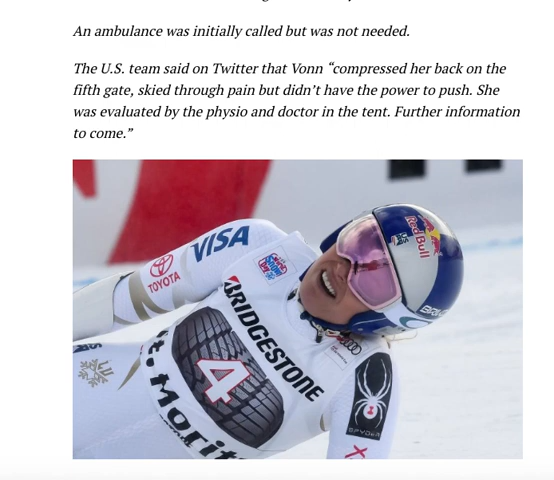 An ambulance was initially called but was not needed.
The U.S. team said on Twitter that Vonn “compressed her back on the
fifth gate, skied through pain but didn’t have the power to push. She
was evaluated by the physio and doctor in the tent. Further information
to come.”
VISA
TOYOTA
Red Bull
BRIDGESTONE
4
St. Moritz
SPYDER